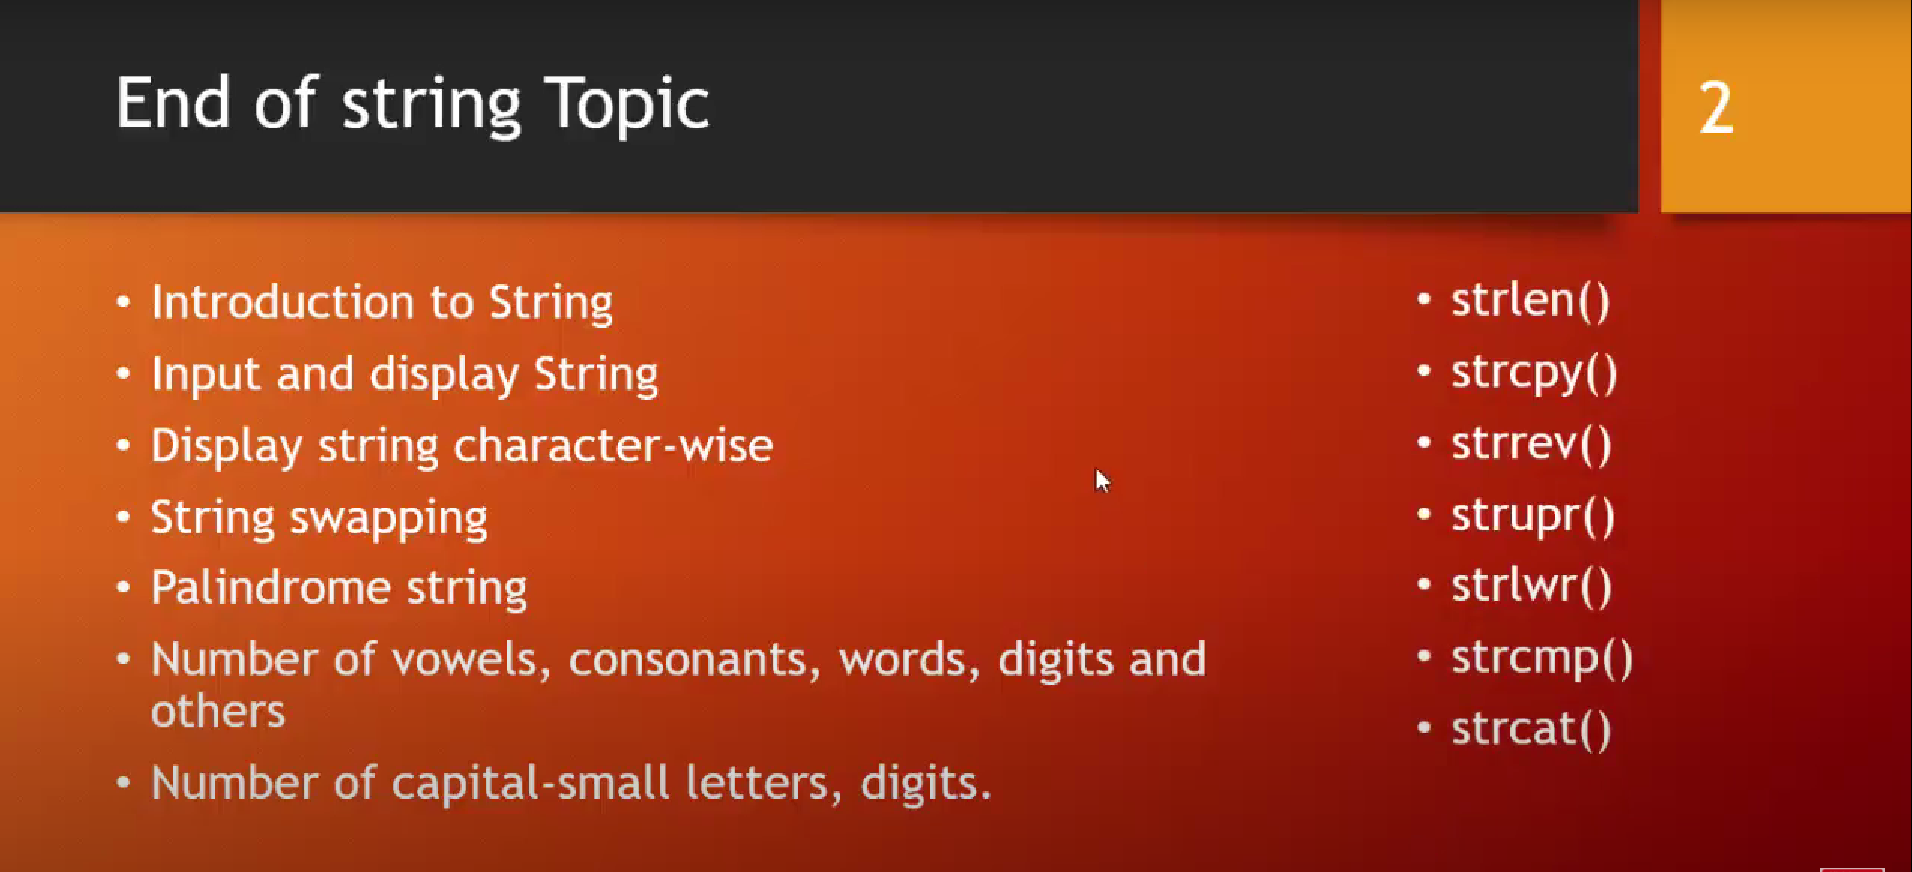 End of string Topic
2
• Introduction to String
• Input and display String
• Display string character-wise
• String swapping
• Palindrome string
• Number of vowels, consonants, words, digits and
others
• Number of capital-small letters, digits.
• strlen()
• strcpy()
• strrev()
• strupr()
• strlwr()
• strcmp()
• strcat()